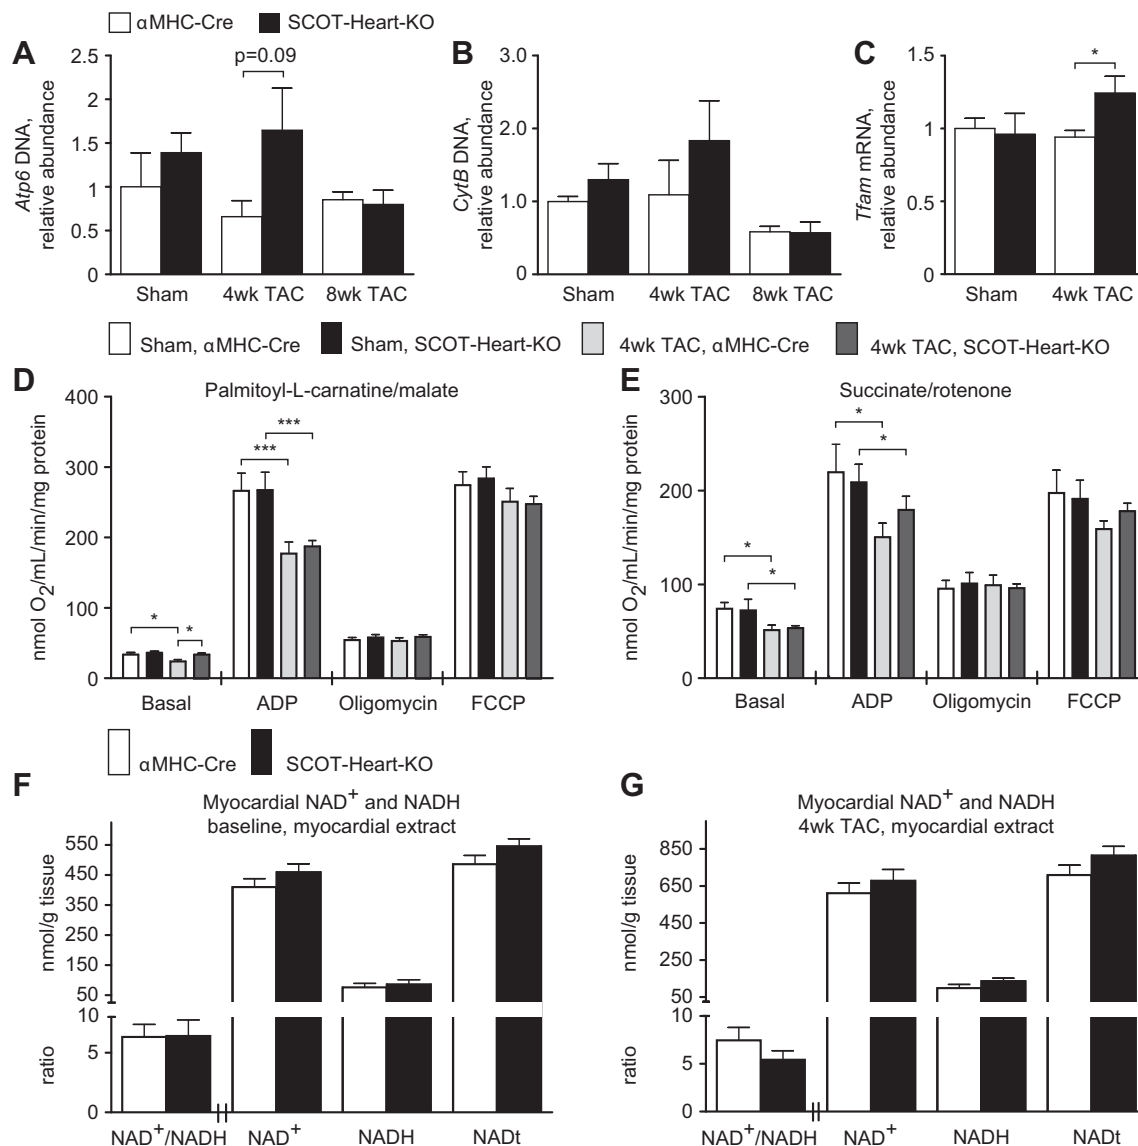 αMHC-Cre SCOT-Heart-KO
A
Atp6 DNA,
relative abundance
2.5
2
1.5
1
0.5
0
p=0.09
Sham 4wk TAC 8wk TAC
B
CytB DNA,
relative abundance
3.0
2.0
1.0
0.0
Sham 4wk TAC 8wk TAC
C
Tfam mRNA,
relative abundance
1.5
1
0.5
0
*
Sham 4wk TAC
Sham, αMHC-Cre Sham, SCOT-Heart-KO 4wk TAC, αMHC-Cre 4wk TAC, SCOT-Heart-KO
D
Palmitoyl-L-carnatine/malate
nmol O2/mL/min/mg protein
400
300
200
100
0
***
***
*
*
Basal ADP Oligomycin FCCP
E
Succinate/rotenone
nmol O2/mL/min/mg protein
300
200
100
0
*
*
*
*
Basal ADP Oligomycin FCCP
αMHC-Cre SCOT-Heart-KO
F
Myocardial NAD+ and NADH
baseline, myocardial extract
nmol/g tissue
550
450
350
250
150
50
ratio
10
5
0
NAD+/NADH NAD+ NADH NADt
G
Myocardial NAD+ and NADH
4wk TAC, myocardial extract
nmol/g tissue
850
650
450
250
50
ratio
10
5
0
NAD+/NADH NAD+ NADH NADt